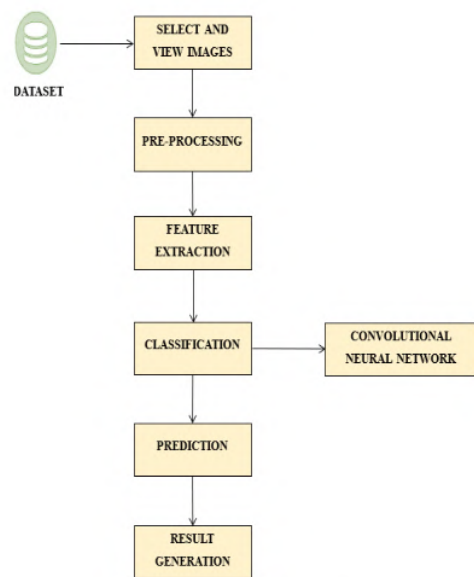 SELECT AND
VIEW IMAGES
DATASET
PRE-PROCESSING
FEATURE
EXTRACTION
CLASSIFICATION
CONVOLUTIONAL
NEURAL NETWORK
PREDICTION
RESULT
GENERATION